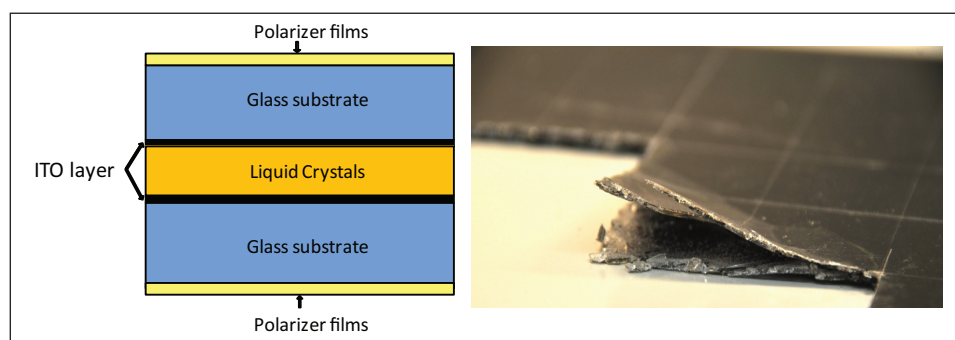 Polarizer films
Glass substrate
ITO layer
Liquid Crystals
Glass substrate
Polarizer films